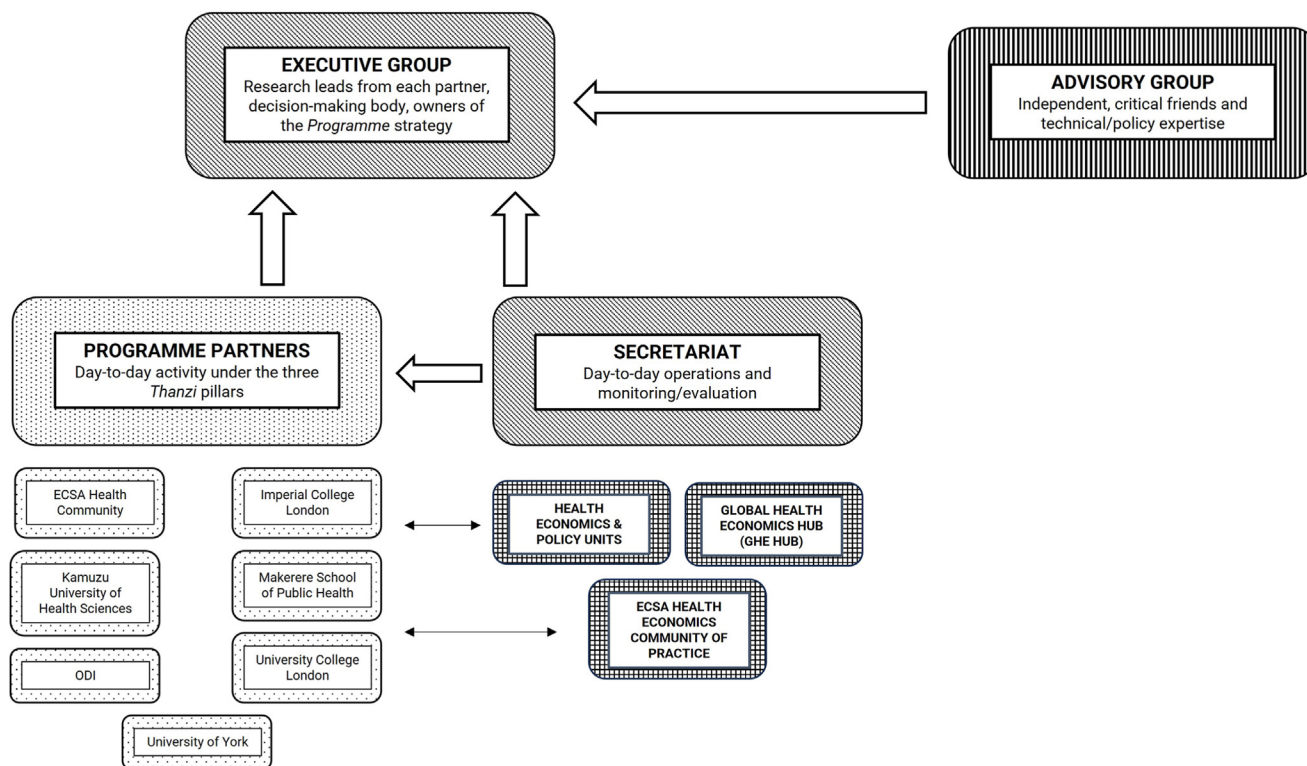 EXECUTIVE GROUP
Research leads from each partner,
decision-making body, owners of
the Programme strategy
ADVISORY GROUP
Independent, critical friends and
technical/policy expertise
PROGRAMME PARTNERS
Day-to-day activity under the three
Thanzi pillars
SECRETARIAT
Day-to-day operations and
monitoring/evaluation
ECSA Health
Community
Imperial College
London
HEALTH
ECONOMICS &
POLICY UNITS
GLOBAL HEALTH
ECONOMICS HUB
(GHE HUB)
Kamuzu
University of
Health Sciences
Makerere School
of Public Health
ECSA HEALTH
ECONOMICS
COMMUNITY OF
PRACTICE
ODI
University College
London
University of York